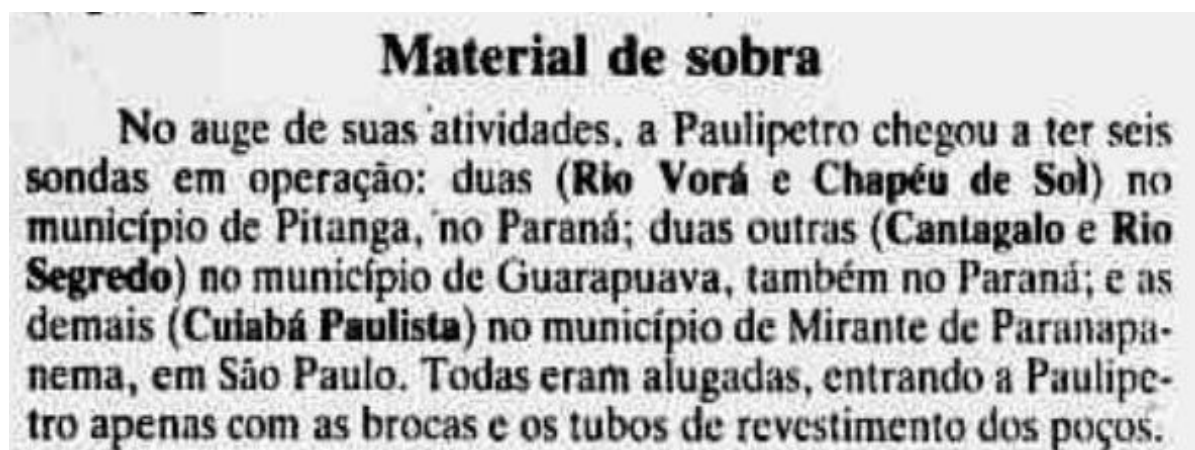 Material de sobra
No auge de suas atividades, a Paulipetro chegou a ter seis
sondas em operação: duas (Rio Vorá e Chapéu de Sol) no
município de Pitanga, no Paraná; duas outras (Cantagalo e Rio
Segredo) no município de Guarapuava, também no Paraná; e as
demais (Cuiabá Paulista) no município de Mirante de Paranapa-
nema, em São Paulo. Todas eram alugadas, entrando a Paulipe-
tro apenas com as brocas e os tubos de revestimento dos poços.